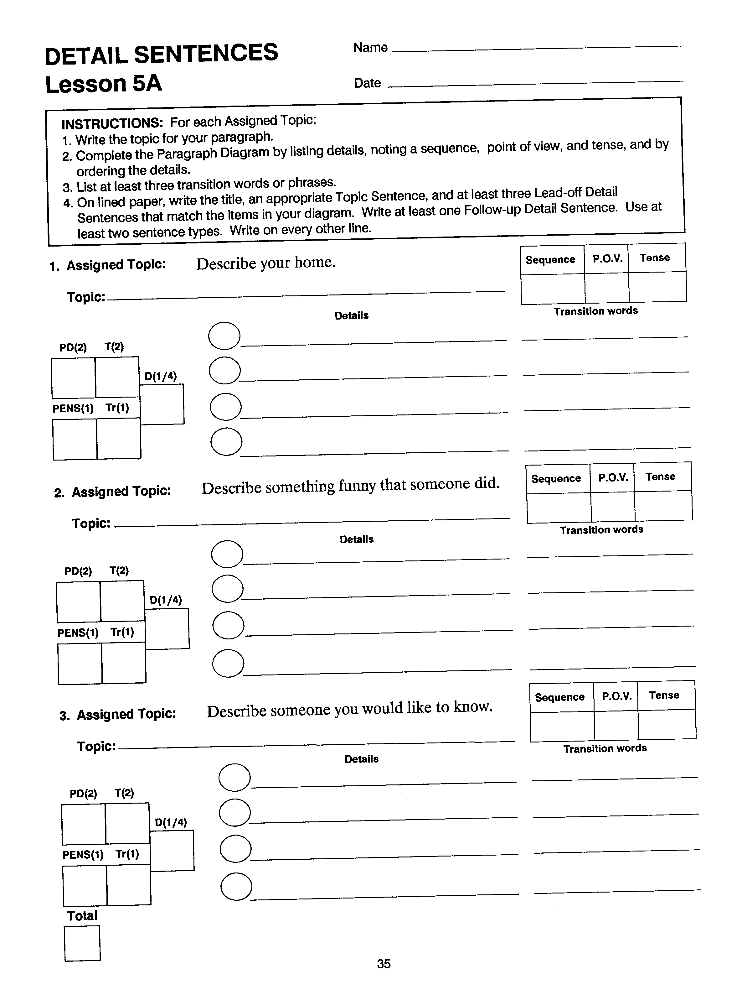 DETAIL SENTENCES
Lesson 5A
Name
Date
INSTRUCTIONS: For each Assigned Topic:
1. Write the topic for your paragraph.
2. Complete the Paragraph Diagram by listing details, noting a sequence, point of view, and tense, and by
ordering the details.
3. List at least three transition words or phrases.
4. On lined paper, write the title, an appropriate Topic Sentence, and at least three Lead-off Detail
Sentences that match the items in your diagram. Write at least one Follow-up Detail Sentence. Use at
least two sentence types. Write on every other line.
1. Assigned Topic: Describe your home.
Sequence P.O.V. Tense
Topic:
Transition words
Details
PD(2) T(2)
D(1/4)
PENS(1) Tr(1)
2. Assigned Topic: Describe something funny that someone did.
Sequence P.O.V. Tense
Topic:
Transition words
Details
PD(2) T(2)
D(1/4)
PENS(1) Tr(1)
3. Assigned Topic: Describe someone you would like to know.
Sequence P.O.V. Tense
Topic:
Transition words
Details
PD(2) T(2)
D(1/4)
PENS(1) Tr(1)
Total
35